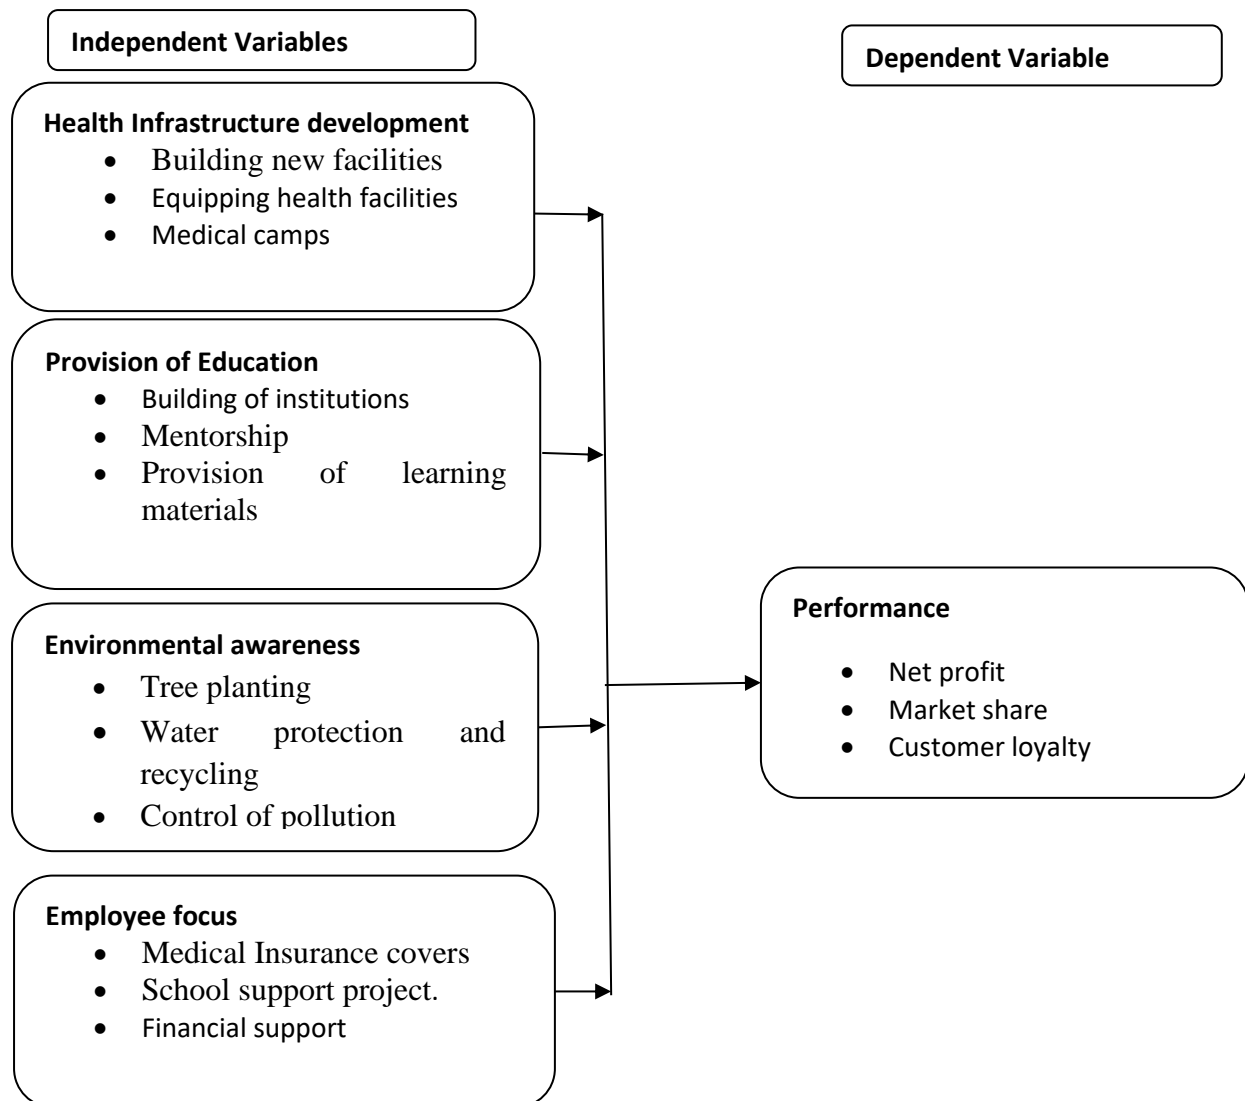 Independent Variables
Dependent Variable
Health Infrastructure development
• Building new facilities
• Equipping health facilities
• Medical camps
Provision of Education
• Building of institutions
• Mentorship
• Provision of learning
materials
Environmental awareness
• Tree planting
• Water protection and
recycling
• Control of pollution
Performance
• Net profit
• Market share
• Customer loyalty
Employee focus
• Medical Insurance covers
• School support project.
• Financial support